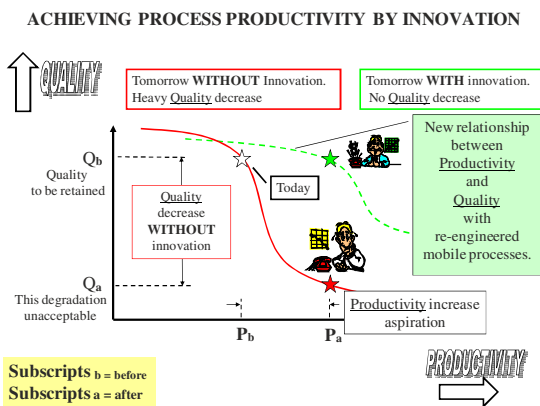 ACHIEVING PROCESS PRODUCTIVITY BY INNOVATION
QUALITY
Tomorrow WITHOUT Innovation.
Heavy Quality decrease
Tomorrow WITH innovation.
No Quality decrease
New relationship
between
Productivity
and
Quality
with
re-engineered
mobile processes.
Qb
Quality
to be retained
Today
Quality
decrease
WITHOUT
innovation
Qa
This degradation
unacceptable
Productivity increase
aspiration
Pb
Pa
PRODUCTIVITY
Subscripts b = before
Subscripts a = after